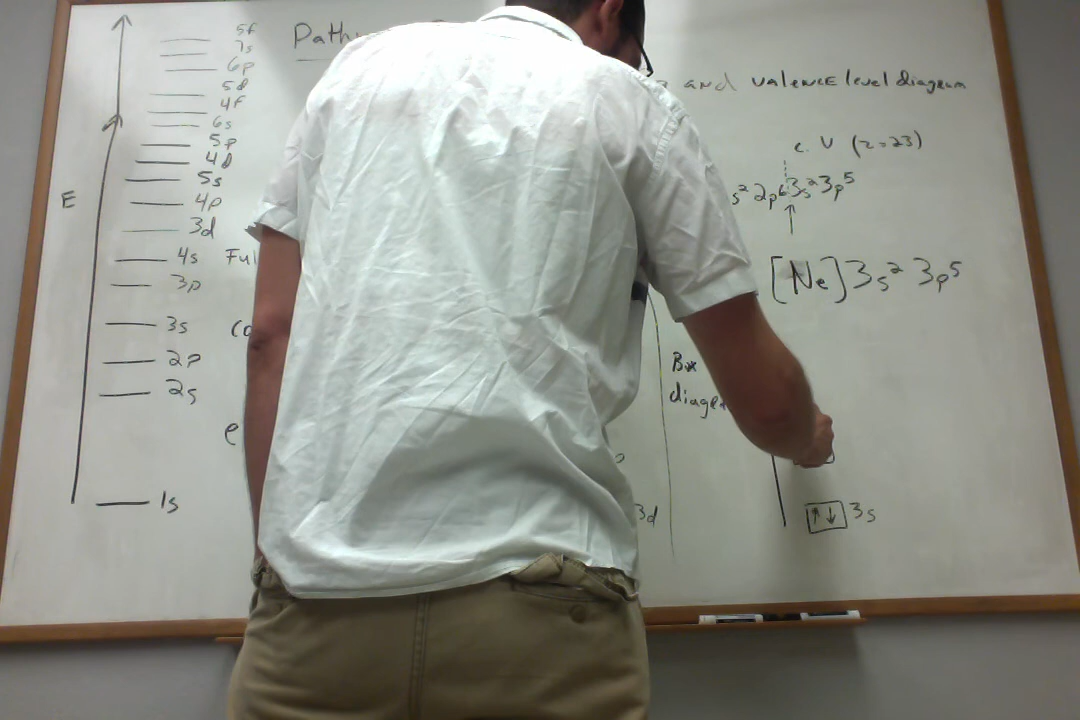 5f
7s
6p
5d
4f
6s
5p
4d
5s
4p
3d
4s
3p
3s
2p
2s
1s
E
and valence level diagram
c. V (z=23)
s² 2p⁶ 3s² 3p⁵
[Ne] 3s² 3p⁵
Box
3d
↑↓ 3s